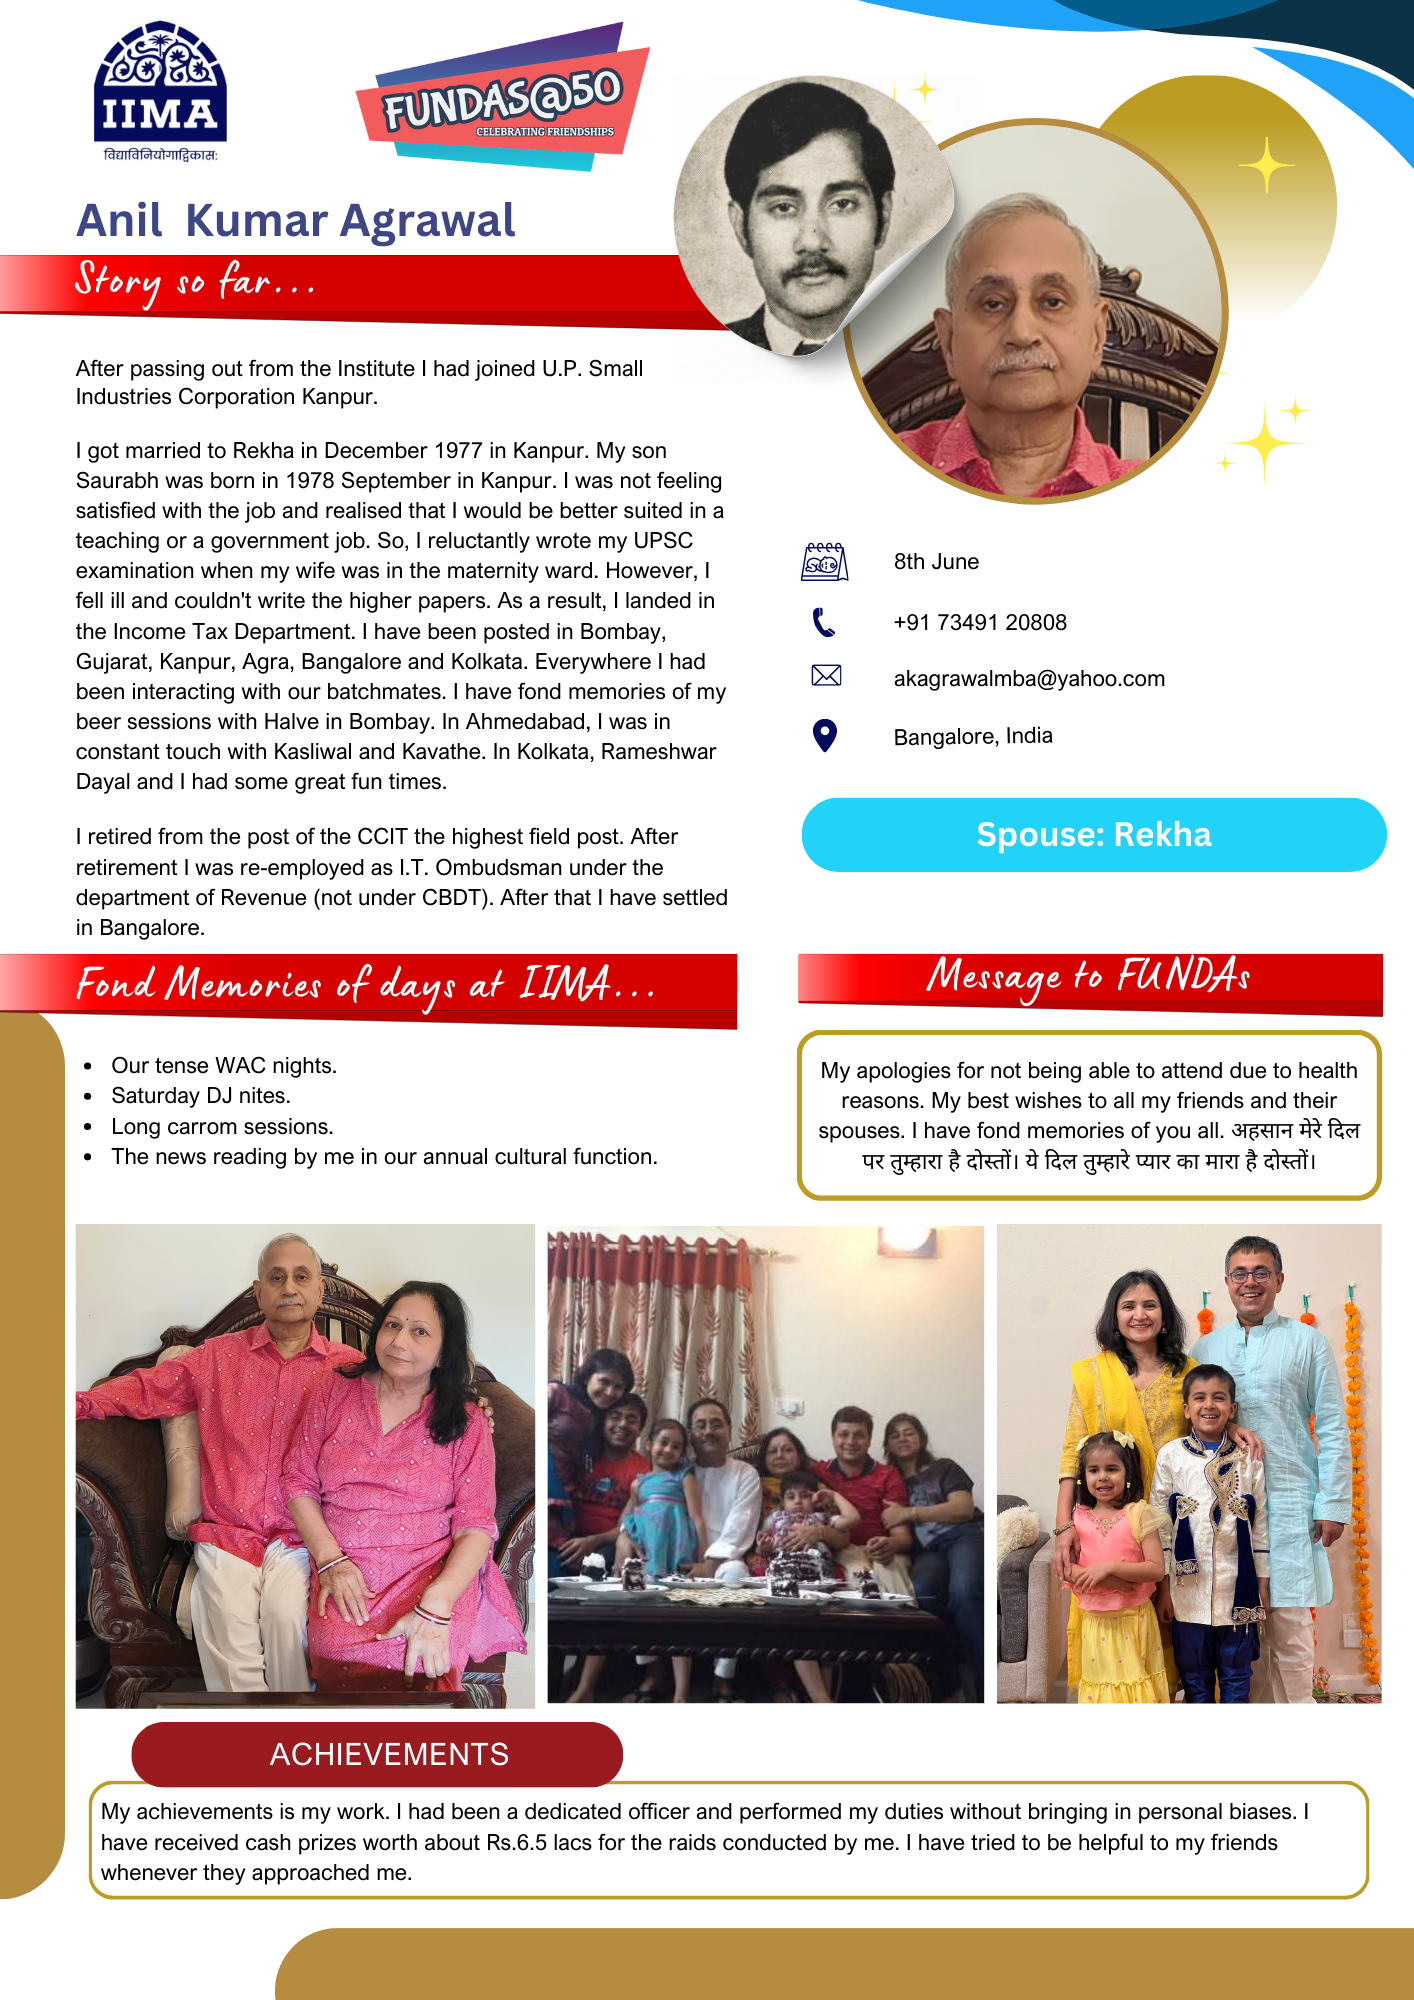 IIMA
विद्याविनियोगाद्विकास:
FUNDAS@50
CELEBRATING FRIENDSHIPS
Anil Kumar Agrawal
Story so far...
After passing out from the Institute I had joined U.P. Small
Industries Corporation Kanpur.
I got married to Rekha in December 1977 in Kanpur. My son
Saurabh was born in 1978 September in Kanpur. I was not feeling
satisfied with the job and realised that I would be better suited in a
teaching or a government job. So, I reluctantly wrote my UPSC
examination when my wife was in the maternity ward. However, I
fell ill and couldn't write the higher papers. As a result, I landed in
the Income Tax Department. I have been posted in Bombay,
Gujarat, Kanpur, Agra, Bangalore and Kolkata. Everywhere I had
been interacting with our batchmates. I have fond memories of my
beer sessions with Halve in Bombay. In Ahmedabad, I was in
constant touch with Kasliwal and Kavathe. In Kolkata, Rameshwar
Dayal and I had some great fun times.
I retired from the post of the CCIT the highest field post. After
retirement I was re-employed as I.T. Ombudsman under the
department of Revenue (not under CBDT). After that I have settled
in Bangalore.
8th June
+91 73491 20808
akagrawalmba@yahoo.com
Bangalore, India
Spouse: Rekha
Fond Memories of days at IIMA...
• Our tense WAC nights.
• Saturday DJ nites.
• Long carrom sessions.
• The news reading by me in our annual cultural function.
Message to FUNDAs
My apologies for not being able to attend due to health
reasons. My best wishes to all my friends and their
spouses. I have fond memories of you all. अहसान मेरे दिल
पर तुम्हारा है दोस्तों। ये दिल तुम्हारे प्यार का मारा है दोस्तों।
ACHIEVEMENTS
My achievements is my work. I had been a dedicated officer and performed my duties without bringing in personal biases. I
have received cash prizes worth about Rs.6.5 lacs for the raids conducted by me. I have tried to be helpful to my friends
whenever they approached me.